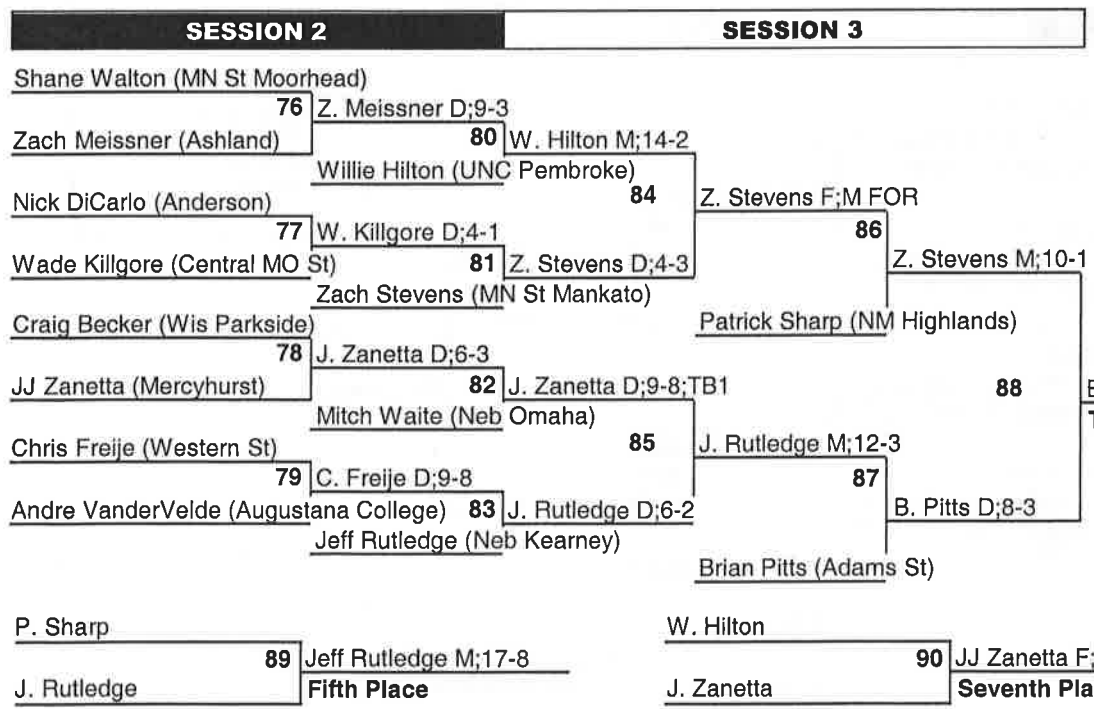 SESSION 2 SESSION 3
Shane Walton (MN St Moorhead)
76 Z. Meissner D;9-3
Zach Meissner (Ashland) 80 W. Hilton M;14-2
Willie Hilton (UNC Pembroke)
Nick DiCarlo (Anderson) 84 Z. Stevens F;M FOR
77 W. Killgore D;4-1 86
Wade Killgore (Central MO St) 81 Z. Stevens D;4-3 Z. Stevens M;10-1
Zach Stevens (MN St Mankato)
Craig Becker (Wis Parkside) Patrick Sharp (NM Highlands)
78 J. Zanetta D;6-3
JJ Zanetta (Mercyhurst) 82 J. Zanetta D;9-8;TB1 88
Mitch Waite (Neb Omaha)
Chris Freije (Western St) 85 J. Rutledge M;12-3
79 C. Freije D;9-8 87
Andre VanderVelde (Augustana College) 83 J. Rutledge D;6-2 B. Pitts D;8-3
Jeff Rutledge (Neb Kearney)
Brian Pitts (Adams St)
P. Sharp W. Hilton
89 Jeff Rutledge M;17-8 90 JJ Zanetta F;
J. Rutledge Fifth Place J. Zanetta Seventh Pla